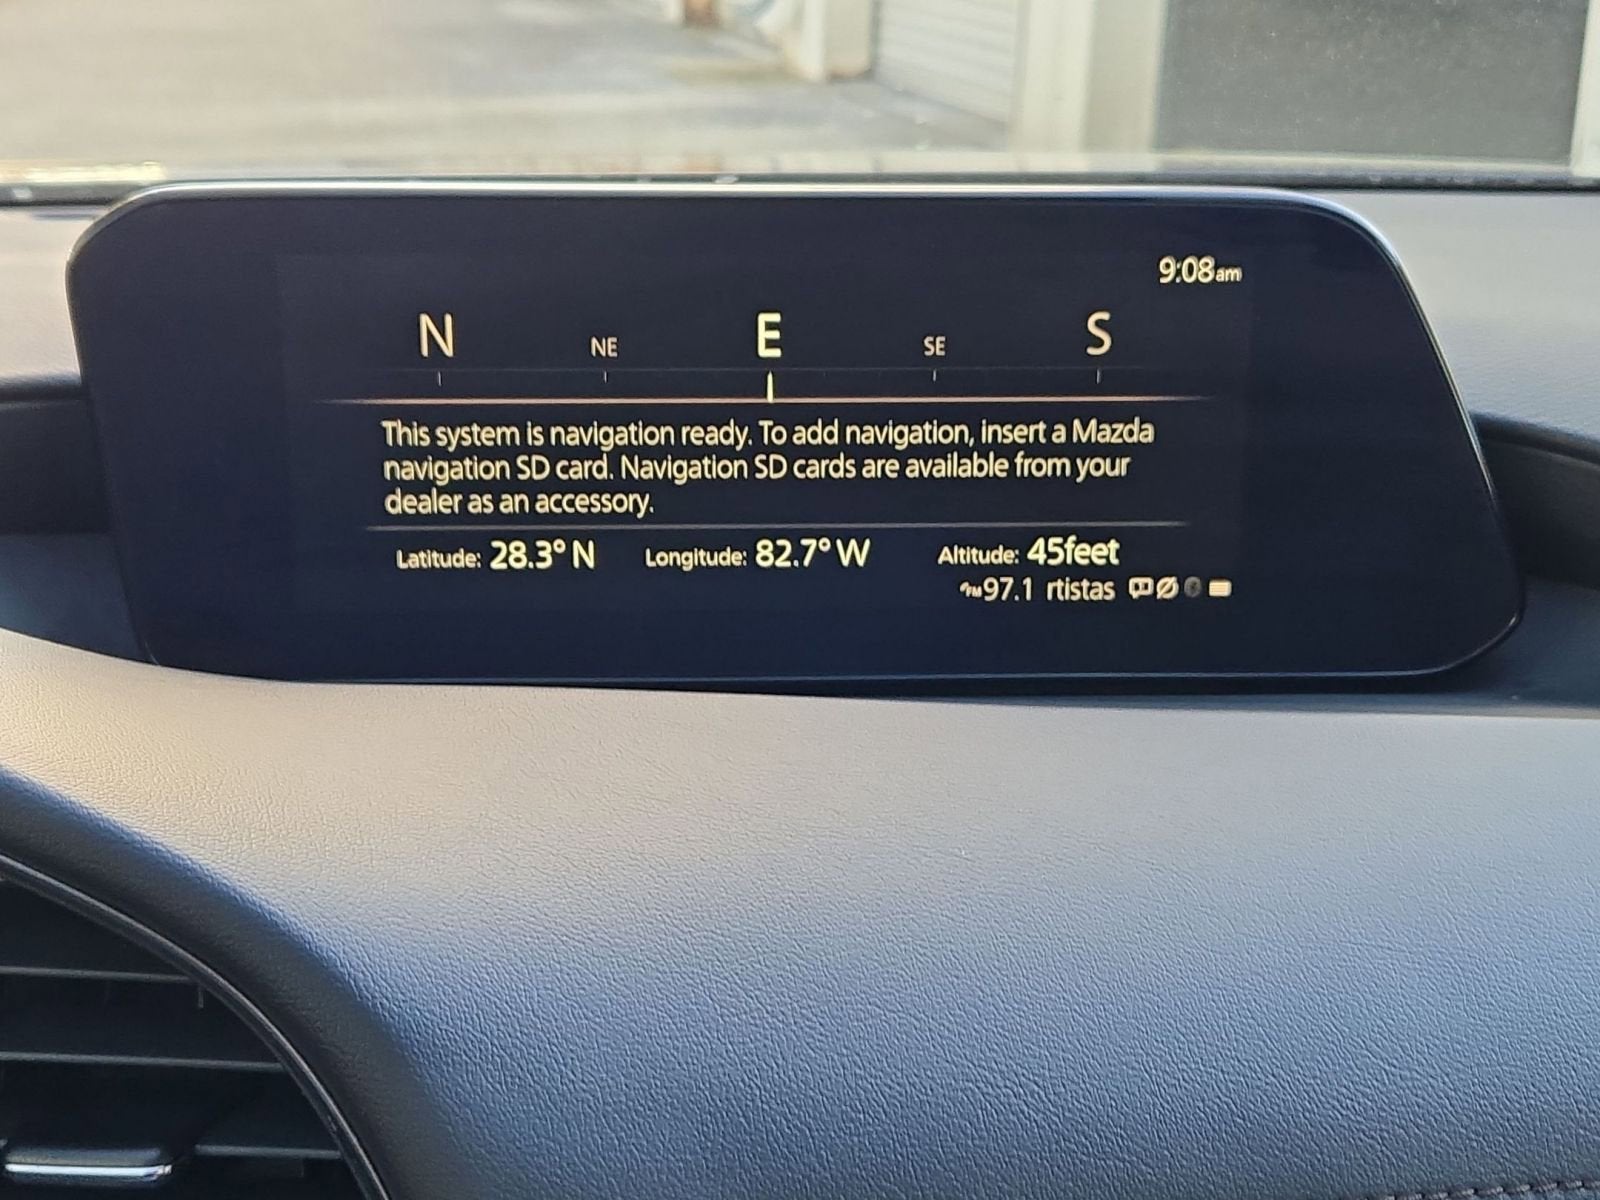 9:08am
N NE E SE S
This system is navigation ready. To add navigation, insert a Mazda
navigation SD card. Navigation SD cards are available from your
dealer as an accessory.
Latitude: 28.3° N Longitude: 82.7° W Altitude: 45feet
FM 97.1 rtistas